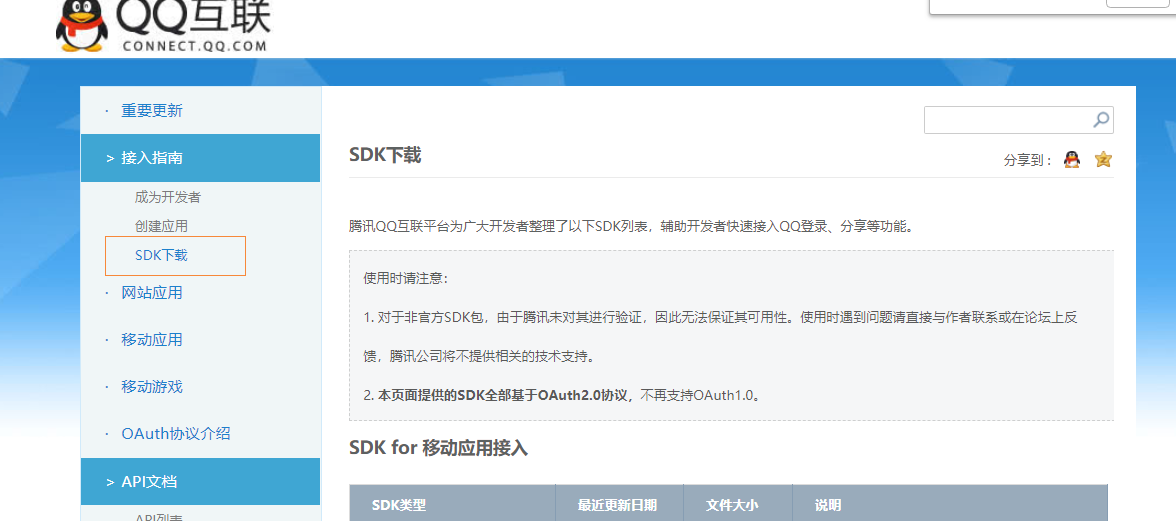 QQ互联
CONNECT.QQ.COM
· 重要更新
> 接入指南
成为开发者
创建应用
SDK下载
· 网站应用
· 移动应用
· 移动游戏
· OAuth协议介绍
> API文档
API列表
SDK下载
分享到：
腾讯QQ互联平台为广大开发者整理了以下SDK列表，辅助开发者快速接入QQ登录、分享等功能。
使用时请注意：
1. 对于非官方SDK包，由于腾讯未对其进行验证，因此无法保证其可用性。使用时遇到问题请直接与作者联系或在论坛上反
馈，腾讯公司将不提供相关的技术支持。
2. 本页面提供的SDK全部基于OAuth2.0协议，不再支持OAuth1.0。
SDK for 移动应用接入
SDK类型 最近更新日期 文件大小 说明